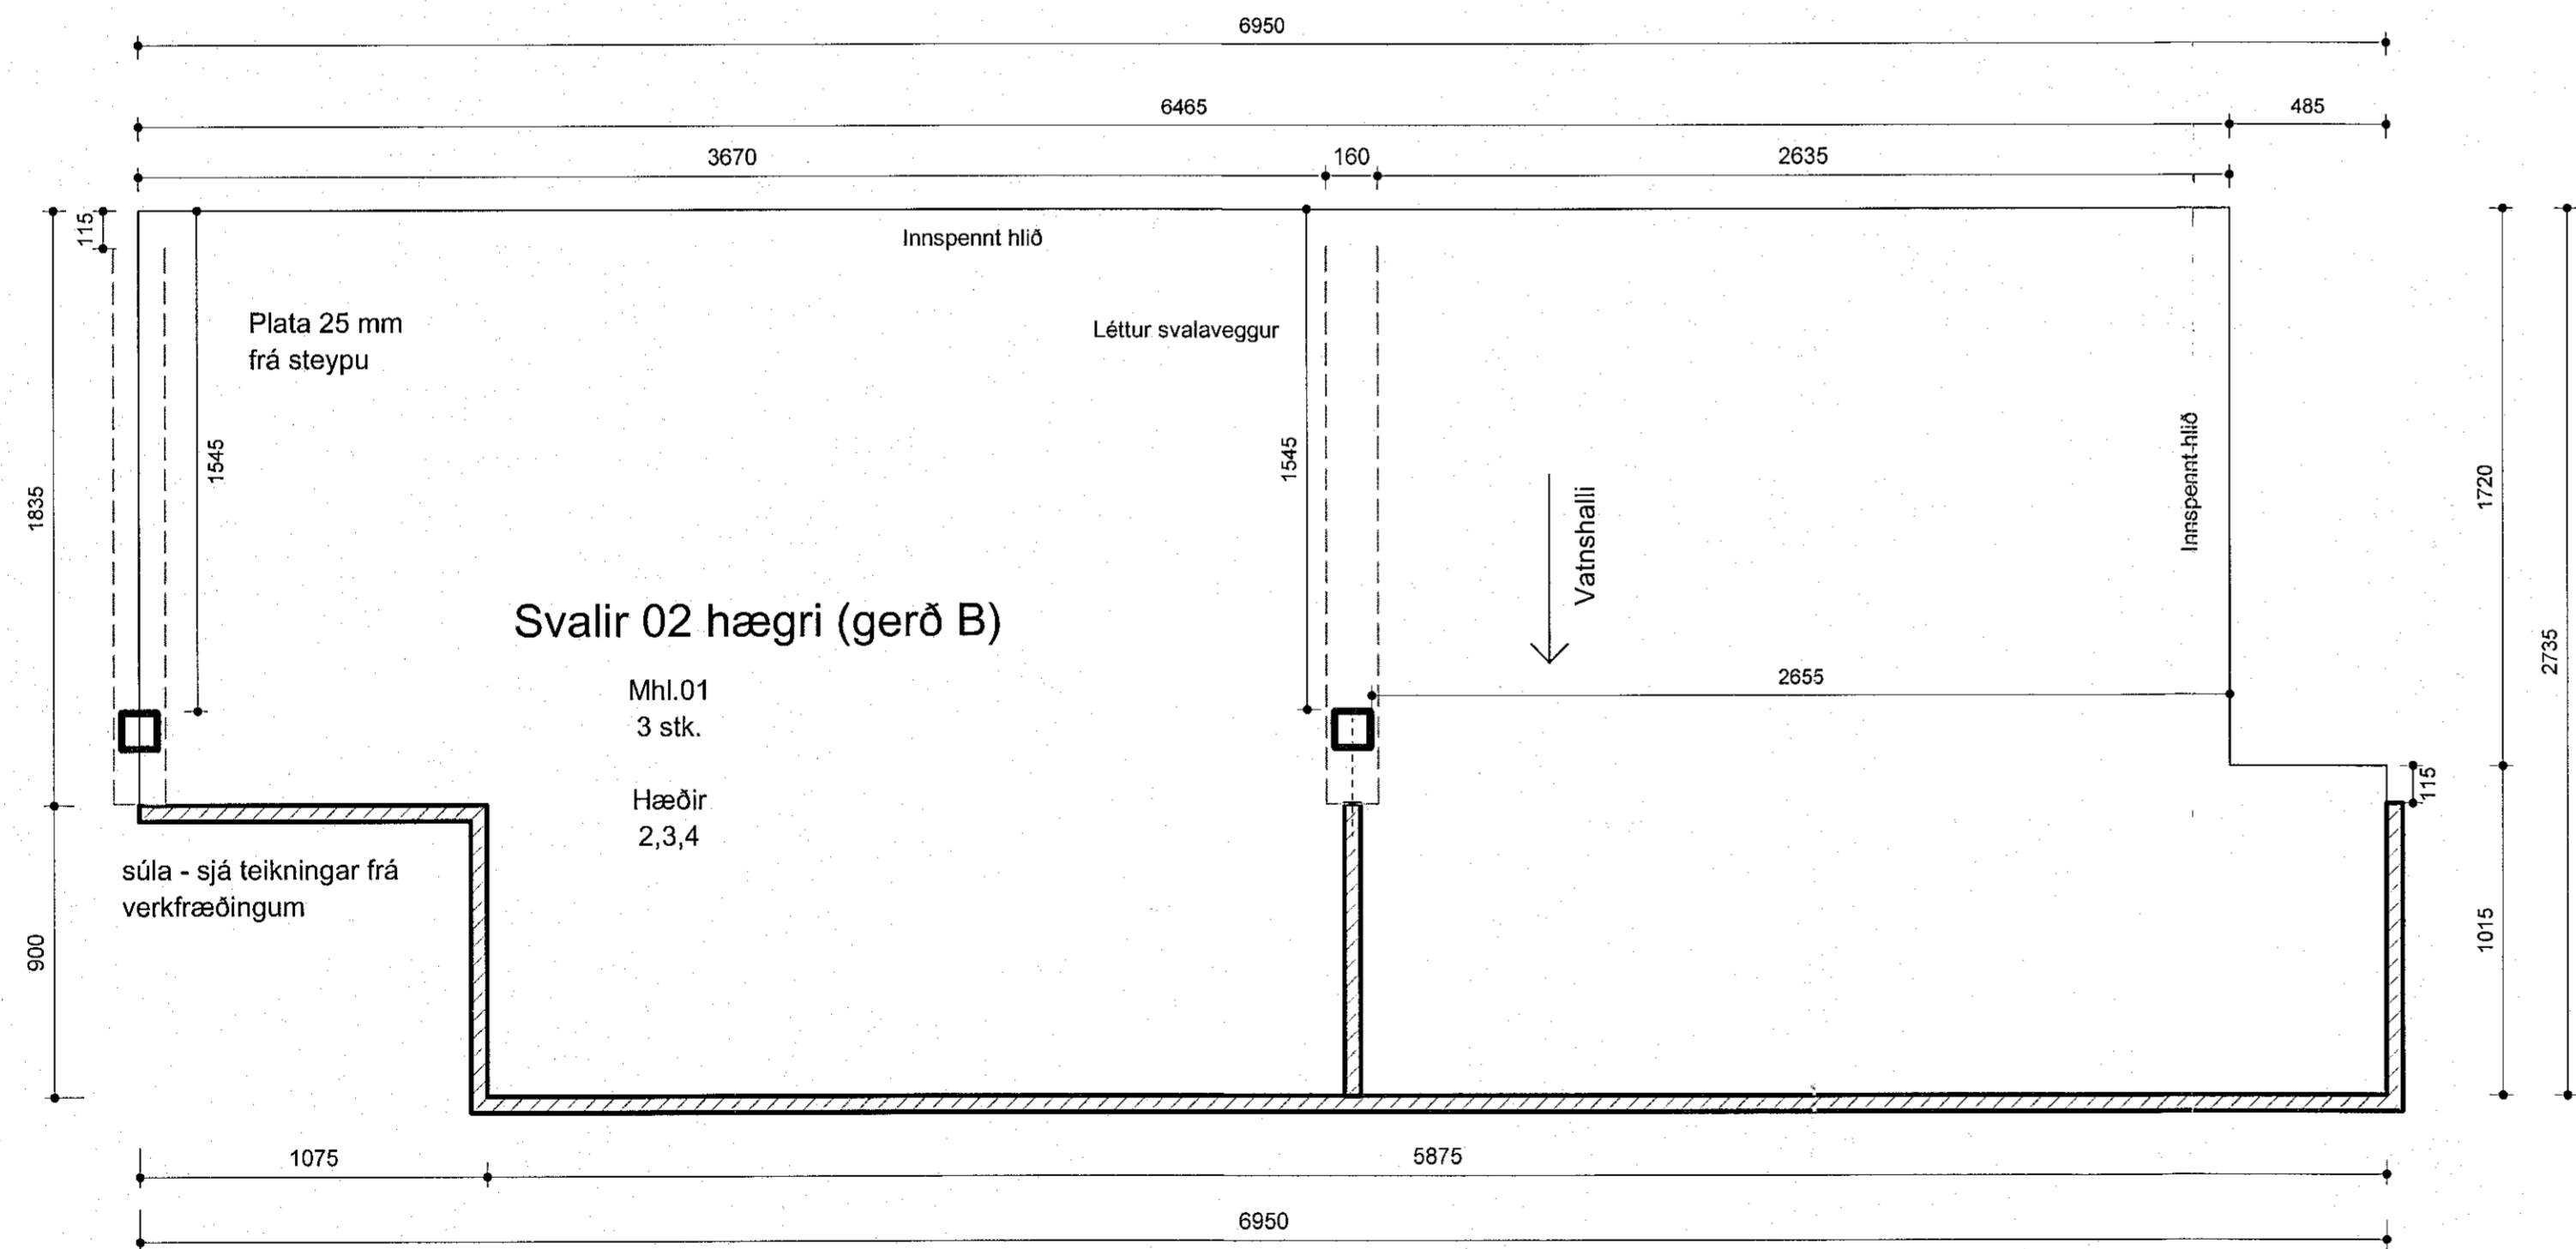 6950
6465
485
3670
160
2635
115
Innspennt hlið
Plata 25 mm
frá steypu
Léttur svalaveggur
1545
1545
1835
Innspennt hlið
1720
Vatnshalli
Svalir 02 hægri (gerð B)
2735
2655
Mhl.01
3 stk.
115
Hæðir
2,3,4
súla - sjá teikningar frá
verkfræðingum
900
1015
1075
5875
6950